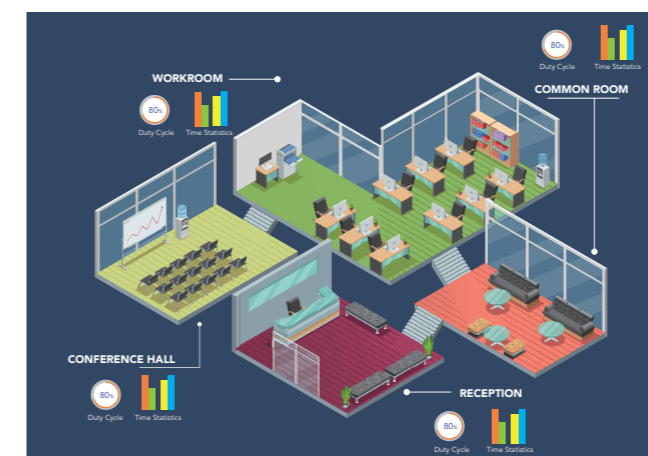 80%
Duty Cycle Time Statistics
COMMON ROOM
WORKROOM
80%
Duty Cycle Time Statistics
CONFERENCE HALL
80%
Duty Cycle Time Statistics
RECEPTION
80%
Duty Cycle Time Statistics